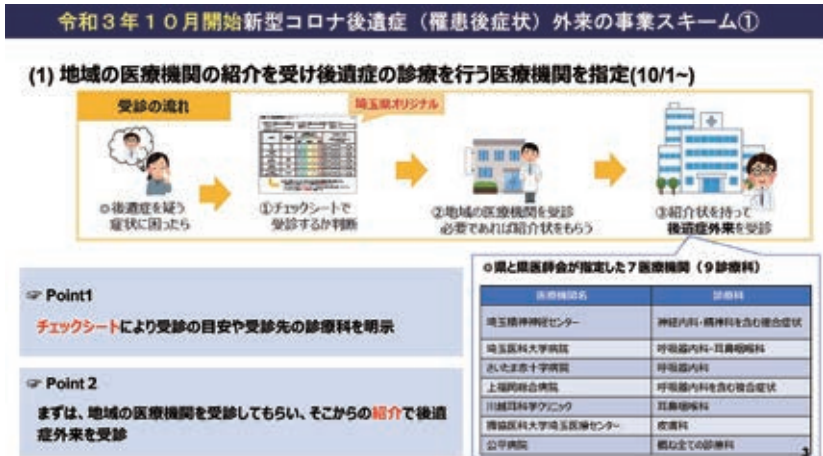 令和３年１０月開始新型コロナ後遺症（罹患後症状）外来の事業スキーム①
(1) 地域の医療機関の紹介を受け後遺症の診療を行う医療機関を指定(10/1~)
受診の流れ
埼玉県オリジナル
○後遺症を疑う
症状に困ったら
①チェックシートで
受診するか判断
②地域の医療機関を受診
必要であれば紹介状をもらう
③紹介状を持って
後遺症外来を受診
☞ Point1
チェックシートにより受診の目安や受診先の診療科を明示
☞ Point 2
まずは、地域の医療機関を受診してもらい、そこからの紹介で後遺
症外来を受診
○県と県医師会が指定した７医療機関（９診療科）
医療機関名 診療科
埼玉精神神経センター 神経内科・精神科を含む複合症状
埼玉医科大学病院 呼吸器内科・耳鼻咽喉科
さいたま赤十字病院 呼吸器内科
上福岡総合病院 呼吸器内科を含む複合症状
川越耳科学クリニック 耳鼻咽喉科
獨協医科大学埼玉医療センター 皮膚科
公平病院 概ね全ての診療科